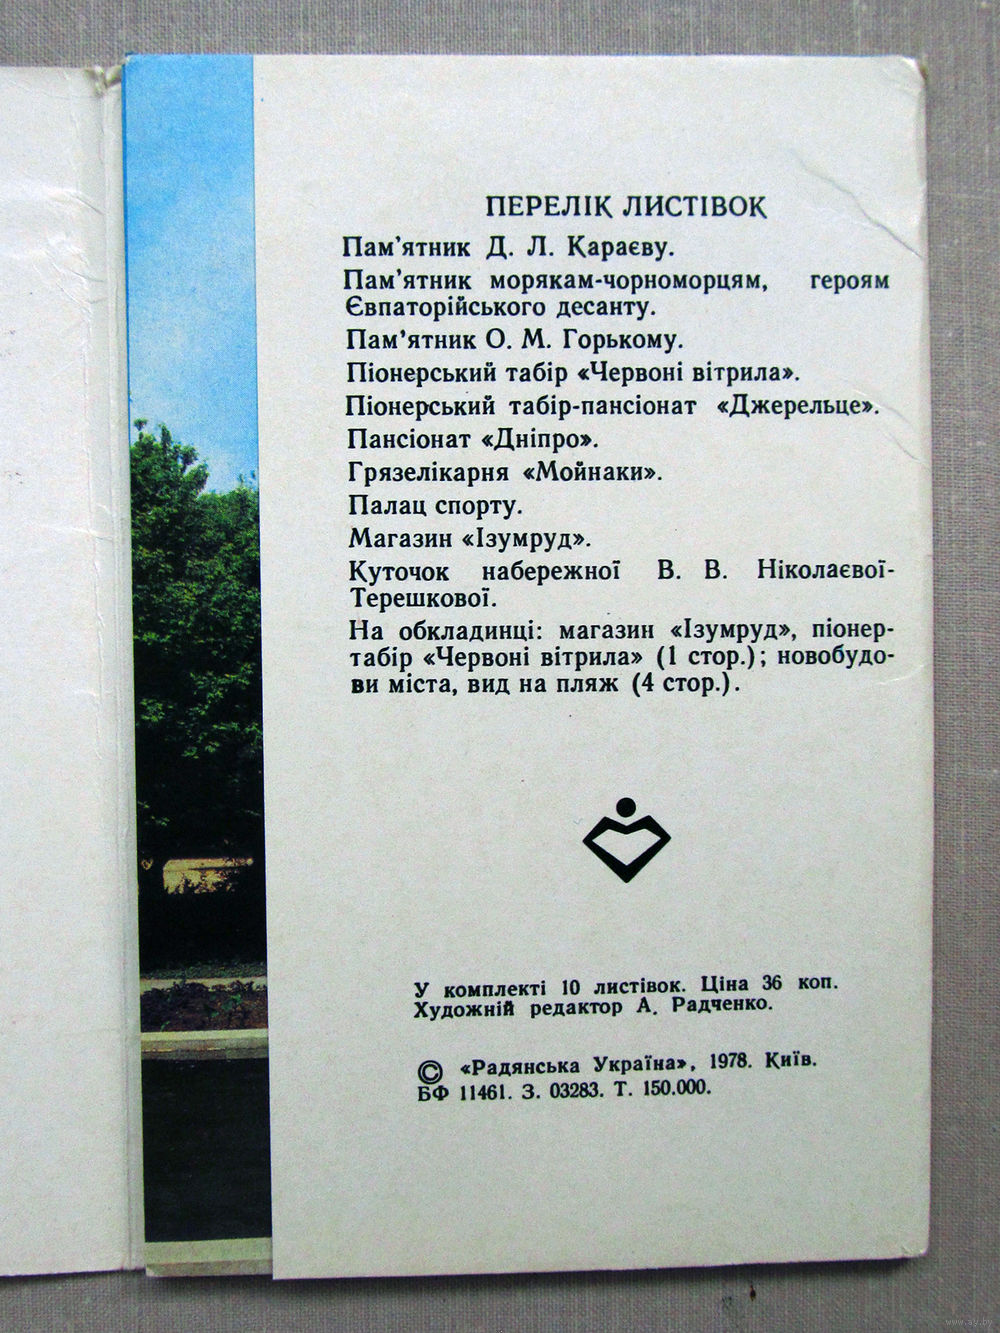 ПЕРЕЛІК ЛИСТІВОК
Пам'ятник Д. Л. Караєву.
Пам'ятник морякам-чорноморцям, героям
Євпаторійського десанту.
Пам'ятник О. М. Горькому.
Піонерський табір «Червоні вітрила».
Піонерський табір-пансіонат «Джерельце».
Пансіонат «Дніпро».
Грязелікарня «Мойнаки».
Палац спорту.
Магазин «Ізумруд».
Куточок набережної В. В. Ніколаєвої-
Терешкової.
На обкладинці: магазин «Ізумруд», піонер-
табір «Червоні вітрила» (1 стор.); новобудо-
ви міста, вид на пляж (4 стор.).
У комплекті 10 листівок. Ціна 36 коп.
Художній редактор А. Радченко.
© «Радянська Україна», 1978. Київ.
БФ 11461. З. 03283. Т. 150.000.
www.ay.by